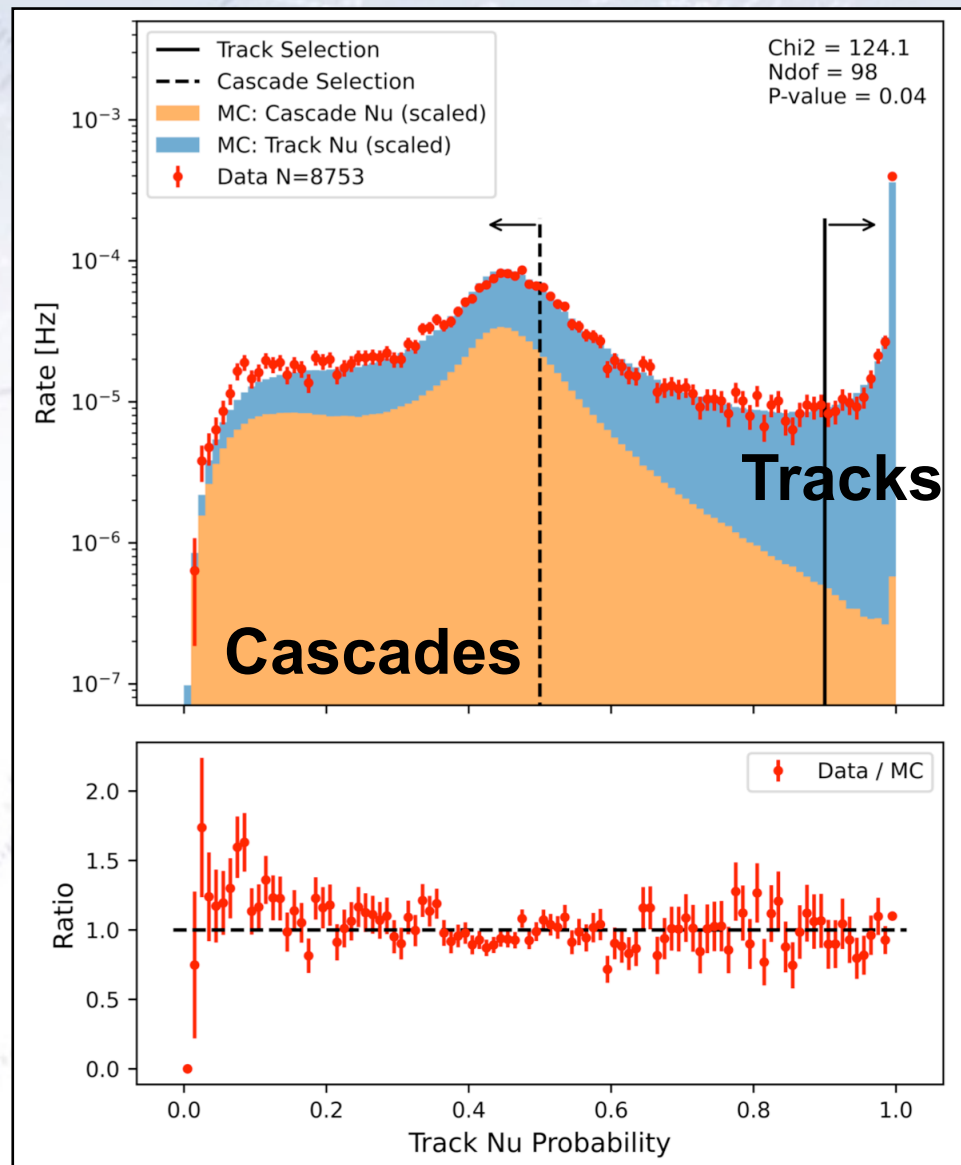 Track Selection
Cascade Selection
MC: Cascade Nu (scaled)
MC: Track Nu (scaled)
Data N=8753
Chi2 = 124.1
Ndof = 98
P-value = 0.04
10⁻³
10⁻⁴
10⁻⁵
10⁻⁶
10⁻⁷
Rate [Hz]
Tracks
Cascades
Data / MC
2.0
1.5
1.0
0.5
0.0
Ratio
0.0 0.2 0.4 0.6 0.8 1.0
Track Nu Probability